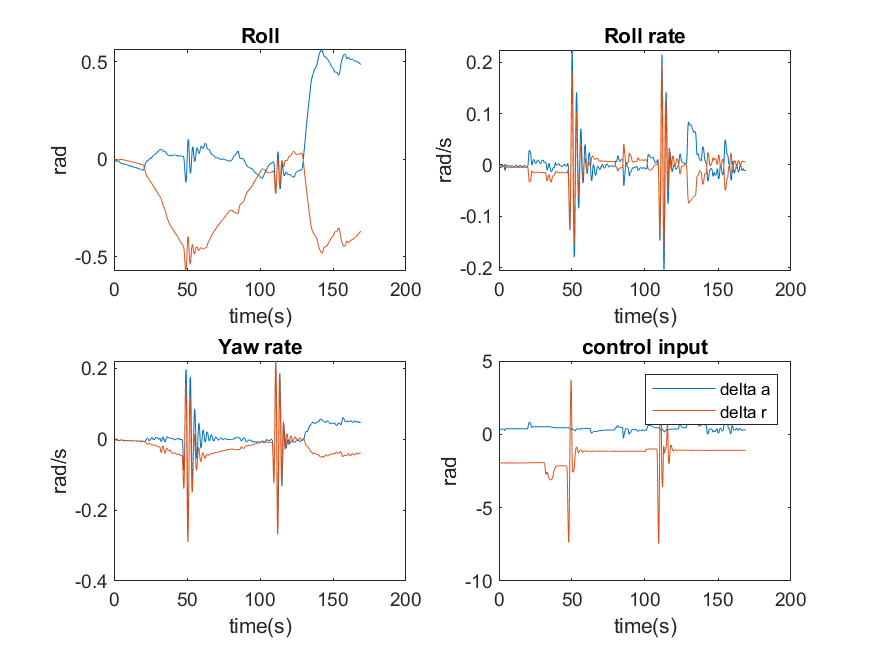 Roll
0.5
0
-0.5
rad
0 50 100 150 200
time(s)
Roll rate
0.2
0.1
0
-0.1
-0.2
rad/s
0 50 100 150 200
time(s)
Yaw rate
0.2
0
-0.2
-0.4
rad/s
0 50 100 150 200
time(s)
control input
5
0
-5
-10
rad
delta a
delta r
0 50 100 150 200
time(s)